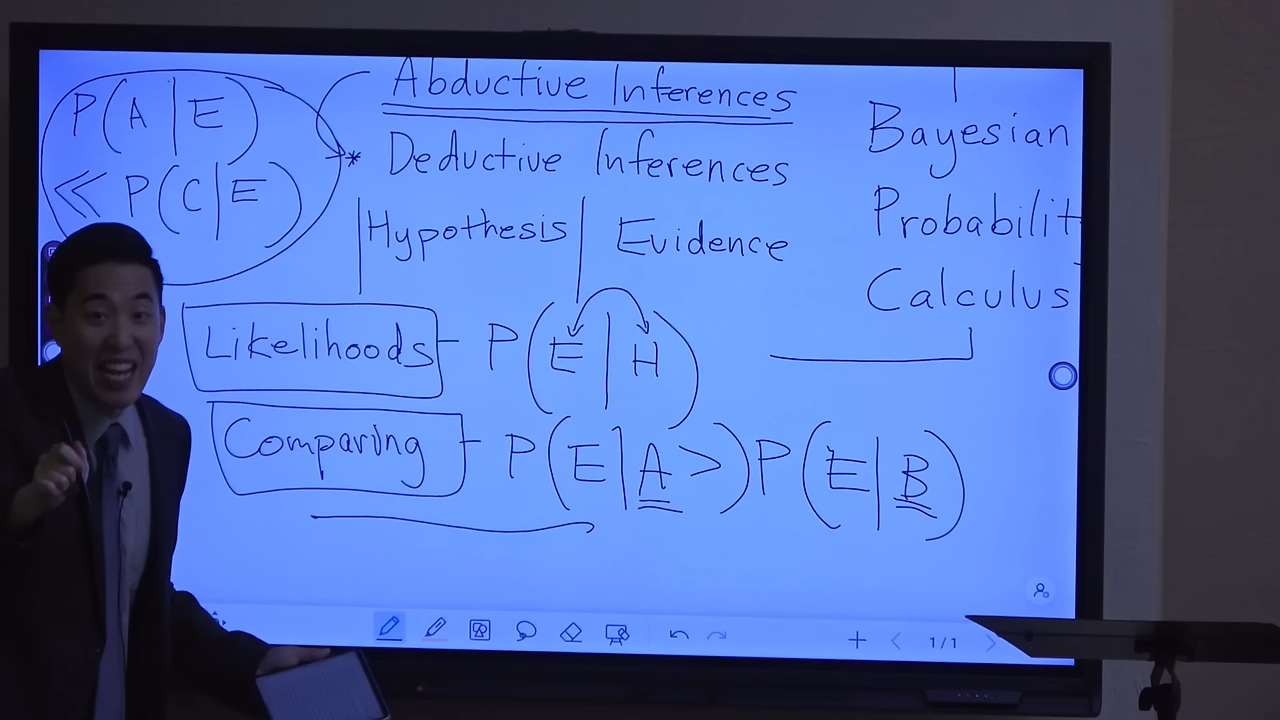 P(A|E)
≪ P(C|E)
Abductive Inferences
* Deductive Inferences
Hypothesis | Evidence
Likelihoods - P(E|H)
Comparing - P(E|A >) P(E|B)
Bayesian
Probabilit
Calculus
1/1